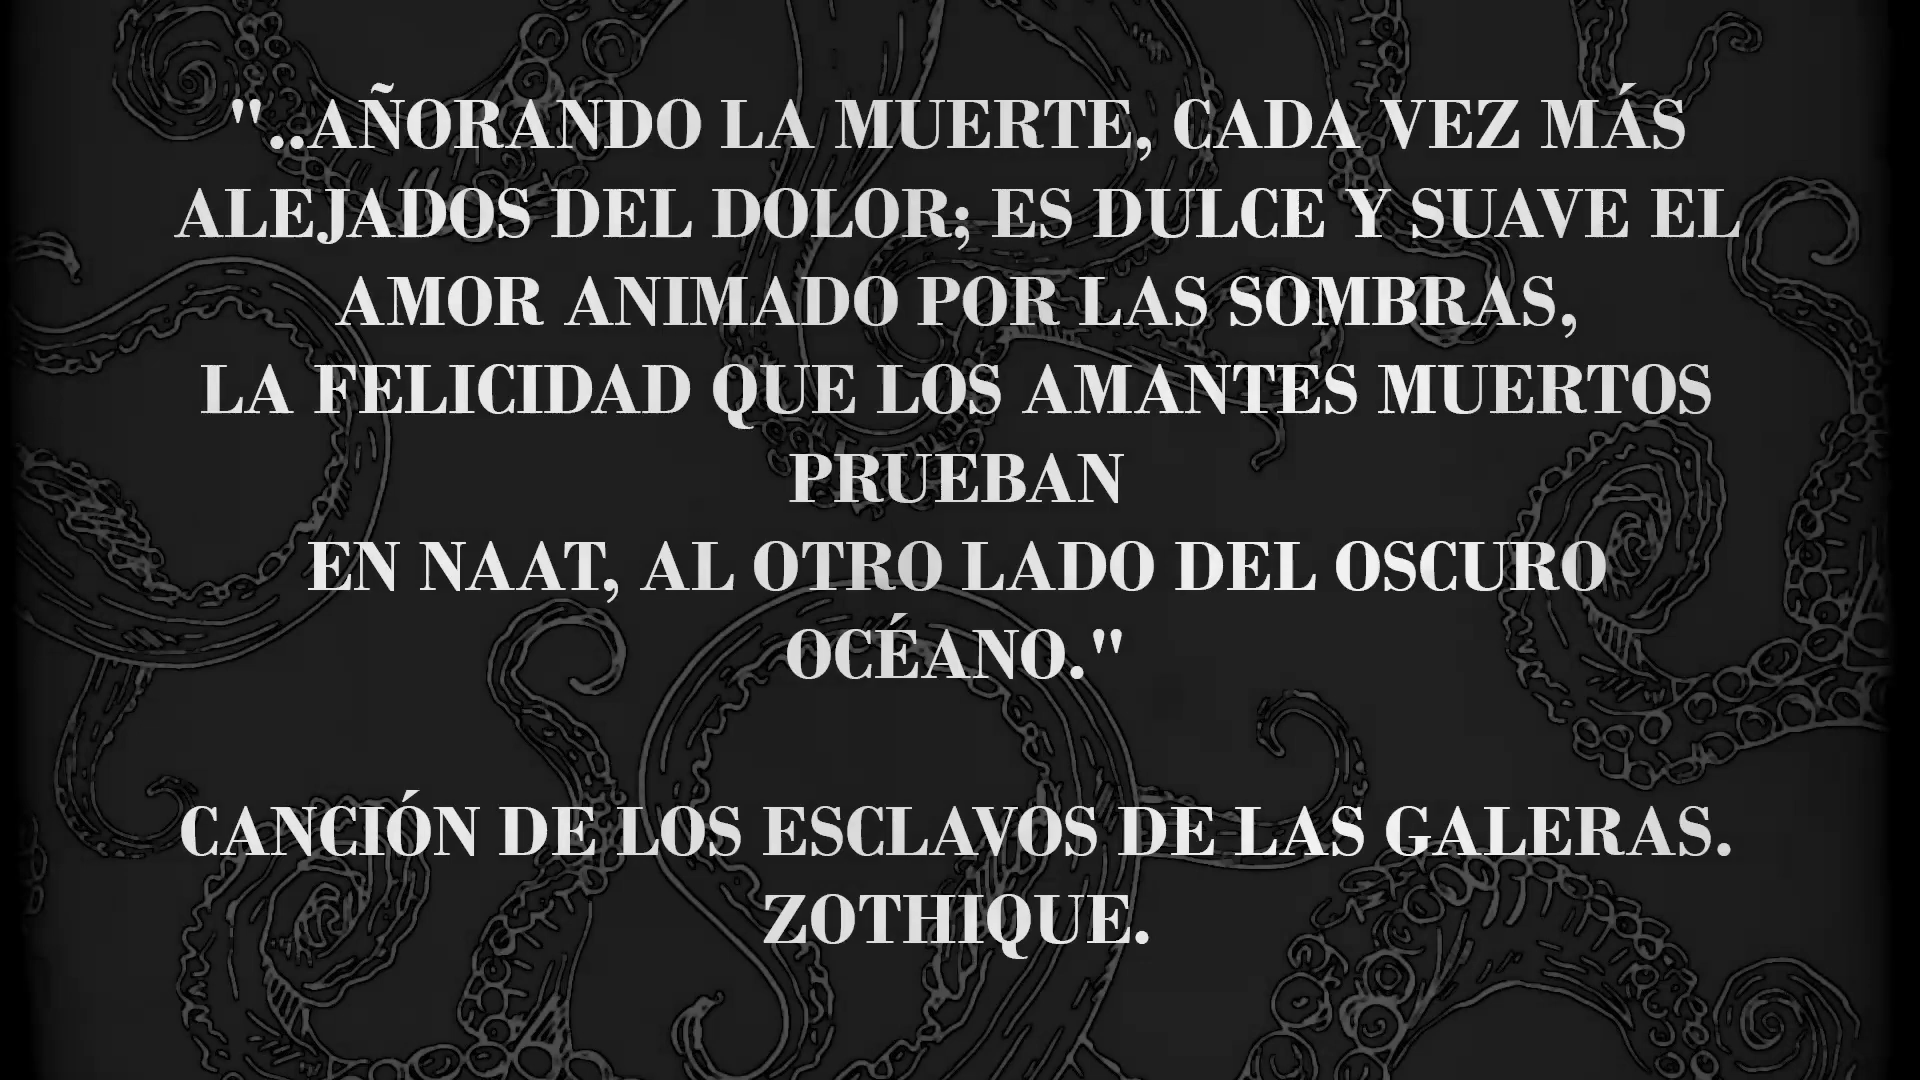 "..AÑORANDO LA MUERTE, CADA VEZ MÁS
ALEJADOS DEL DOLOR; ES DULCE Y SUAVE EL
AMOR ANIMADO POR LAS SOMBRAS,
LA FELICIDAD QUE LOS AMANTES MUERTOS
PRUEBAN
EN NAAT, AL OTRO LADO DEL OSCURO
OCÉANO."
CANCIÓN DE LOS ESCLAVOS DE LAS GALERAS.
ZOTHIQUE.